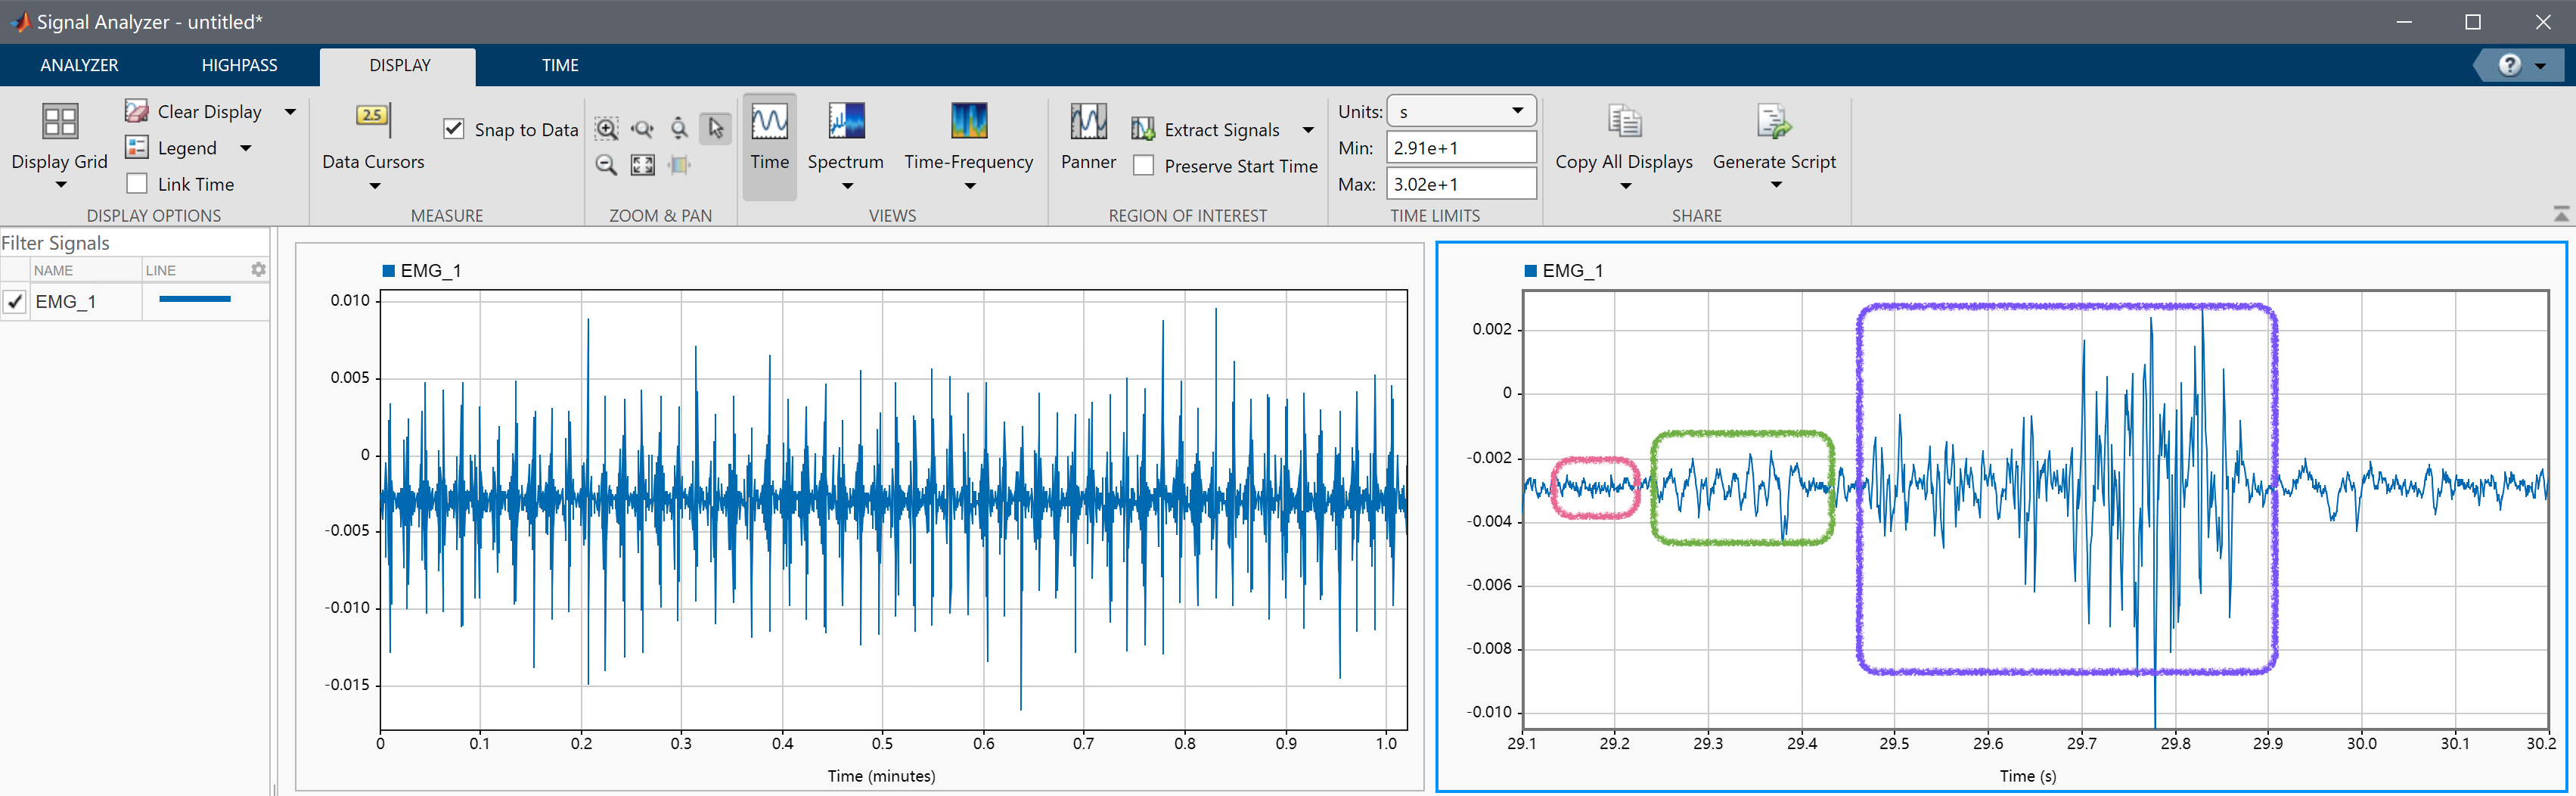 Signal Analyzer - untitled*
ANALYZER HIGHPASS DISPLAY TIME ?
Clear Display 2.5 Snap to Data Extract Signals Units: s
Legend Min: 2.91e+1
Display Grid Link Time Data Cursors Time Spectrum Time-Frequency Panner Preserve Start Time Max: 3.02e+1 Copy All Displays Generate Script
DISPLAY OPTIONS MEASURE ZOOM & PAN VIEWS REGION OF INTEREST TIME LIMITS SHARE
Filter Signals
NAME LINE
EMG_1
EMG_1
0.010
0.005
0
-0.005
-0.010
-0.015
0 0.1 0.2 0.3 0.4 0.5 0.6 0.7 0.8 0.9 1.0
Time (minutes)
EMG_1
0.002
0
-0.002
-0.004
-0.006
-0.008
-0.010
29.1 29.2 29.3 29.4 29.5 29.6 29.7 29.8 29.9 30.0 30.1 30.2
Time (s)